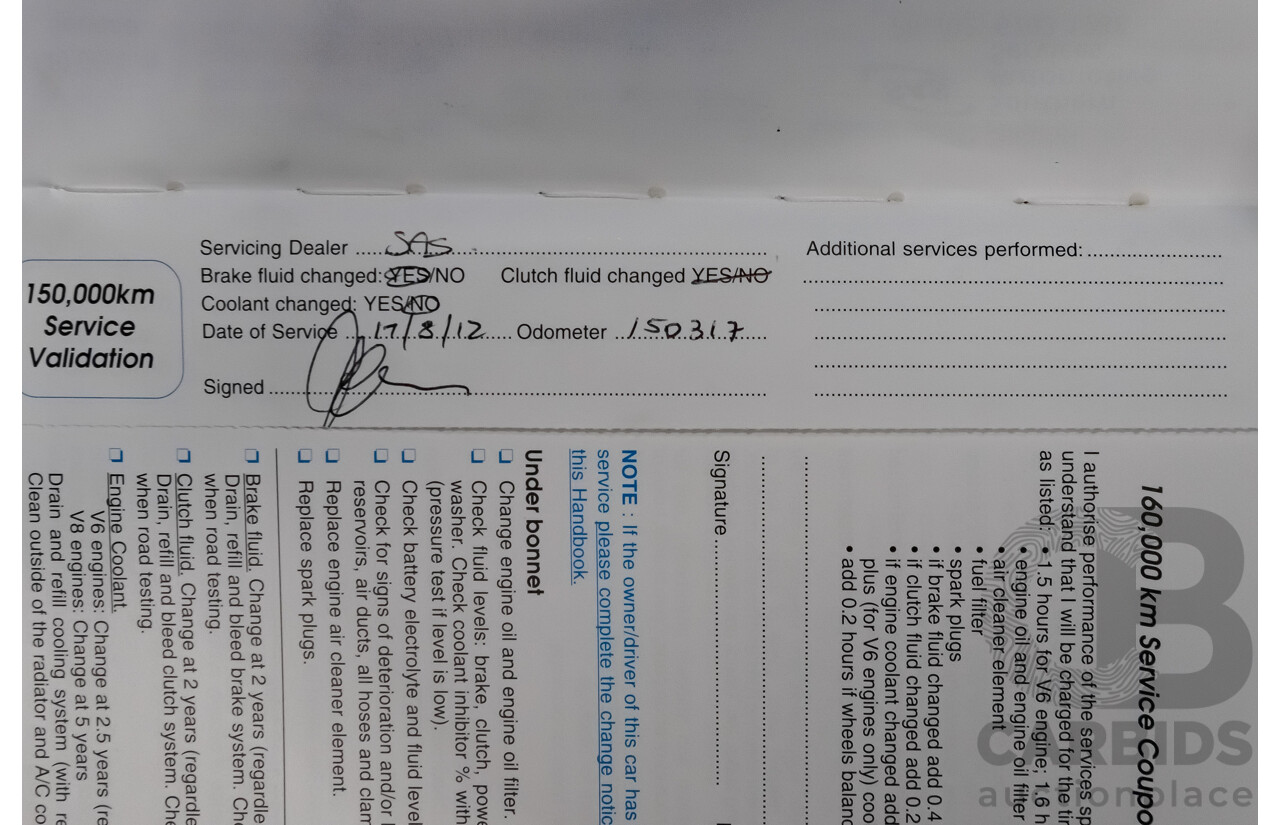 Servicing Dealer ....SAS....
Brake fluid changed: YES/NO Clutch fluid changed YES/NO
Coolant changed: YES/NO
Date of Service ...17/8/12...... Odometer ..150317.....
Signed
Additional services performed:
150,000km
Service
Validation
160,000 km Service Coupo
I authorise performance of the services sp
understand that I will be charged for the ti
as listed: • 1.5 hours for V6 engine; 1.6 h
• engine oil and engine oil filter
• air cleaner element
• fuel filter
• spark plugs
• if brake fluid changed add 0.4
• if clutch fluid changed add 0.2
• if engine coolant changed add
plus (for V6 engines only) coo
• add 0.2 hours if wheels balanc
Signature
NOTE : If the owner/driver of this car has
service please complete the change notic
this Handbook.
Under bonnet
❏ Change engine oil and engine oil filter.
❏ Check fluid levels: brake, clutch, powe
washer. Check coolant inhibitor % with
(pressure test if level is low).
❏ Check battery electrolyte and fluid level
❏ Check for signs of deterioration and/or l
reservoirs, air ducts, all hoses and clam
❏ Replace engine air cleaner element.
❏ Replace spark plugs.
❏ Brake fluid. Change at 2 years (regardle
Drain, refill and bleed brake system. Che
when road testing.
❏ Clutch fluid. Change at 2 years (regardle
Drain, refill and bleed clutch system. Che
when road testing.
❏ Engine Coolant.
V6 engines: Change at 2.5 years (re
V8 engines: Change at 5 years
Drain and refill cooling system (with re
Clean outside of the radiator and A/C co
CARBIDS
auctionplace